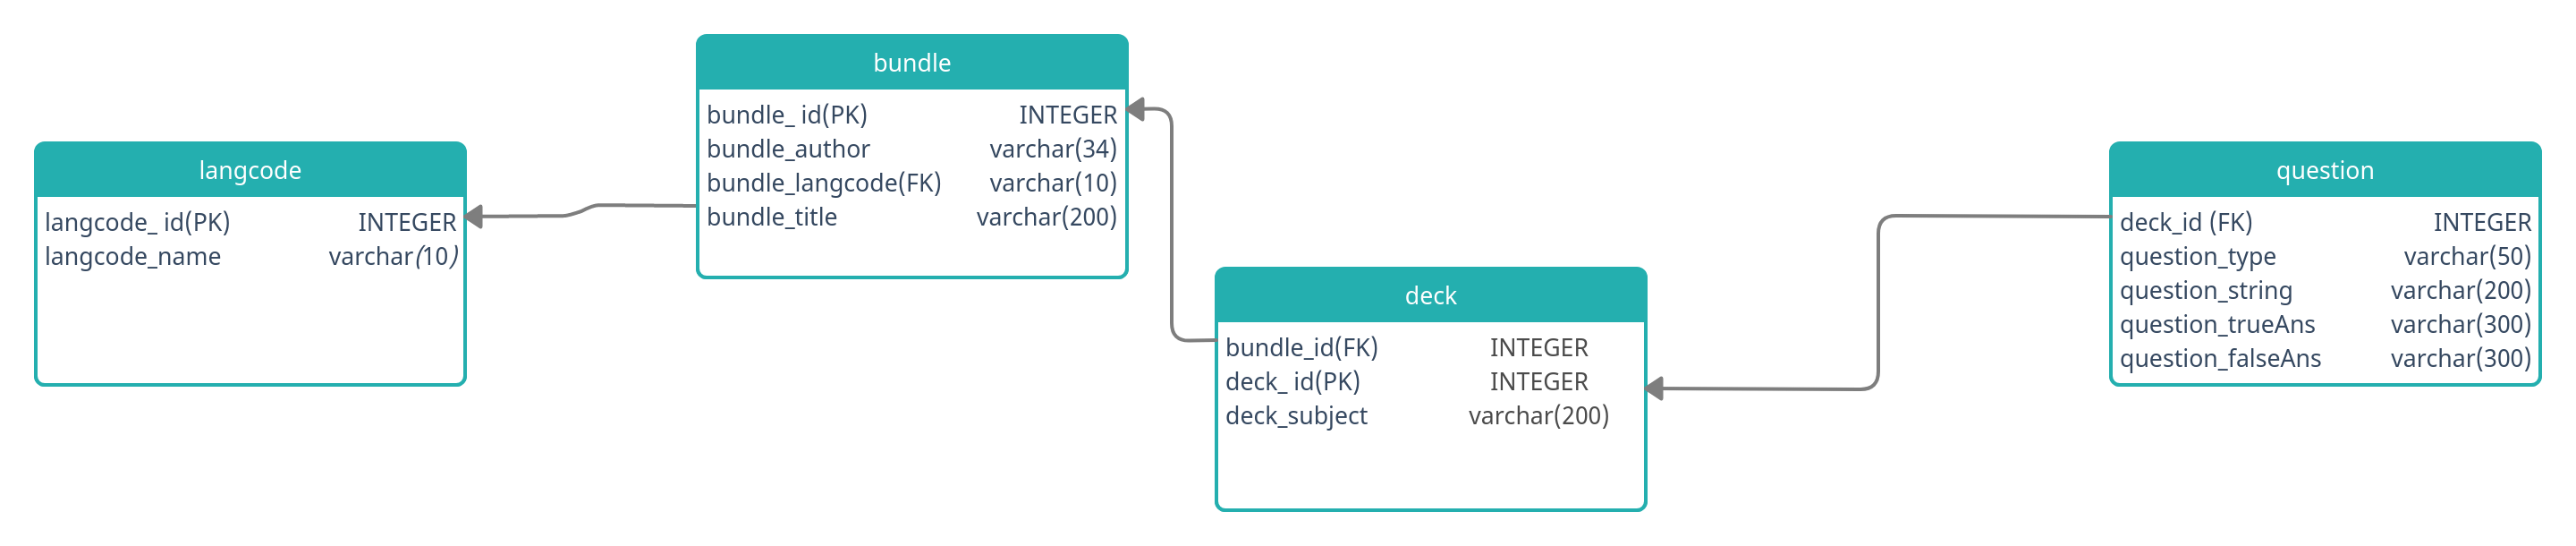 langcode
langcode_ id(PK) INTEGER
langcode_name varchar(10)
bundle
bundle_ id(PK) INTEGER
bundle_author varchar(34)
bundle_langcode(FK) varchar(10)
bundle_title varchar(200)
deck
bundle_id(FK) INTEGER
deck_ id(PK) INTEGER
deck_subject varchar(200)
question
deck_id (FK) INTEGER
question_type varchar(50)
question_string varchar(200)
question_trueAns varchar(300)
question_falseAns varchar(300)